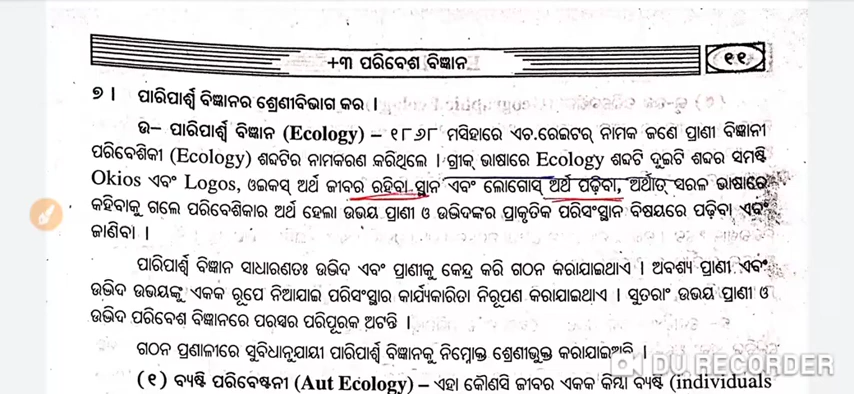 +୩ ପରିବେଶ ବିଜ୍ଞାନ
୧୧
୭ । ପାରିପାର୍ଶ୍ଵ ବିଜ୍ଞାନର ଶ୍ରେଣୀବିଭାଗ କର ।
ଉ– ପାରିପାର୍ଶ୍ଵ ବିଜ୍ଞାନ (Ecology) – ୧୮୬୮ ମସିହାରେ ଏଚ.ରେଇଟର୍ ନାମକ ଜଣେ ପ୍ରାଣୀ ବିଜ୍ଞାନୀ
ପରିବେଶିକୀ (Ecology) ଶବ୍ଦଟିର ନାମକରଣ କରିଥିଲେ । ଗ୍ରୀକ୍ ଭାଷାରେ Ecology ଶବ୍ଦଟି ଦୁଇଟି ଶବ୍ଦର ସମଷ୍ଟି
Okios ଏବଂ Logos, ଓଇକସ୍ ଅର୍ଥ ଜୀବର ରହିବା ସ୍ଥାନ ଏବଂ ଲୋଗୋସ୍ ଅର୍ଥ ପଢ଼ିବା, ଅର୍ଥାତ୍ ସରଳ ଭାଷାରେ
କହିବାକୁ ଗଲେ ପରିବେଶିକାର ଅର୍ଥ ହେଲା ଉଭୟ ପ୍ରାଣୀ ଓ ଉଦ୍ଭିଦଙ୍କର ପ୍ରାକୃତିକ ପରିସଂସ୍ଥାନ ବିଷୟରେ ପଢ଼ିବା ଏବଂ
ଜାଣିବା ।
ପାରିପାର୍ଶ୍ଵ ବିଜ୍ଞାନ ସାଧାରଣତଃ ଉଦ୍ଭିଦ ଏବଂ ପ୍ରାଣୀକୁ କେନ୍ଦ୍ର କରି ଗଠନ କରାଯାଇଥାଏ । ଅବଶ୍ୟ ପ୍ରାଣୀ ଏବଂ
ଉଦ୍ଭିଦ ଉଭୟଙ୍କୁ ଏକକ ରୂପେ ନିଆଯାଇ ପରିସଂସ୍ଥାର କାର୍ଯ୍ୟକାରିତା ନିରୂପଣ କରାଯାଇଥାଏ । ସୁତରାଂ ଉଭୟ ପ୍ରାଣୀ ଓ
ଉଦ୍ଭିଦ ପରିବେଶ ବିଜ୍ଞାନରେ ପରସ୍ପର ପରିପୂରକ ଅଟନ୍ତି ।
ଗଠନ ପ୍ରଣାଳୀରେ ସୁବିଧାନୁଯାୟୀ ପାରିପାର୍ଶ୍ଵ ବିଜ୍ଞାନକୁ ନିମ୍ନୋକ୍ତ ଶ୍ରେଣୀଭୁକ୍ତ କରାଯାଇଅଛି ।
DU RECORDER
(୧) ବ୍ୟଷ୍ଟି ପରିବେଷ୍ଟନୀ (Aut Ecology) – ଏହା କୌଣସି ଜୀବର ଏକକ କିମ୍ବା ବ୍ୟଷ୍ଟି (individuals